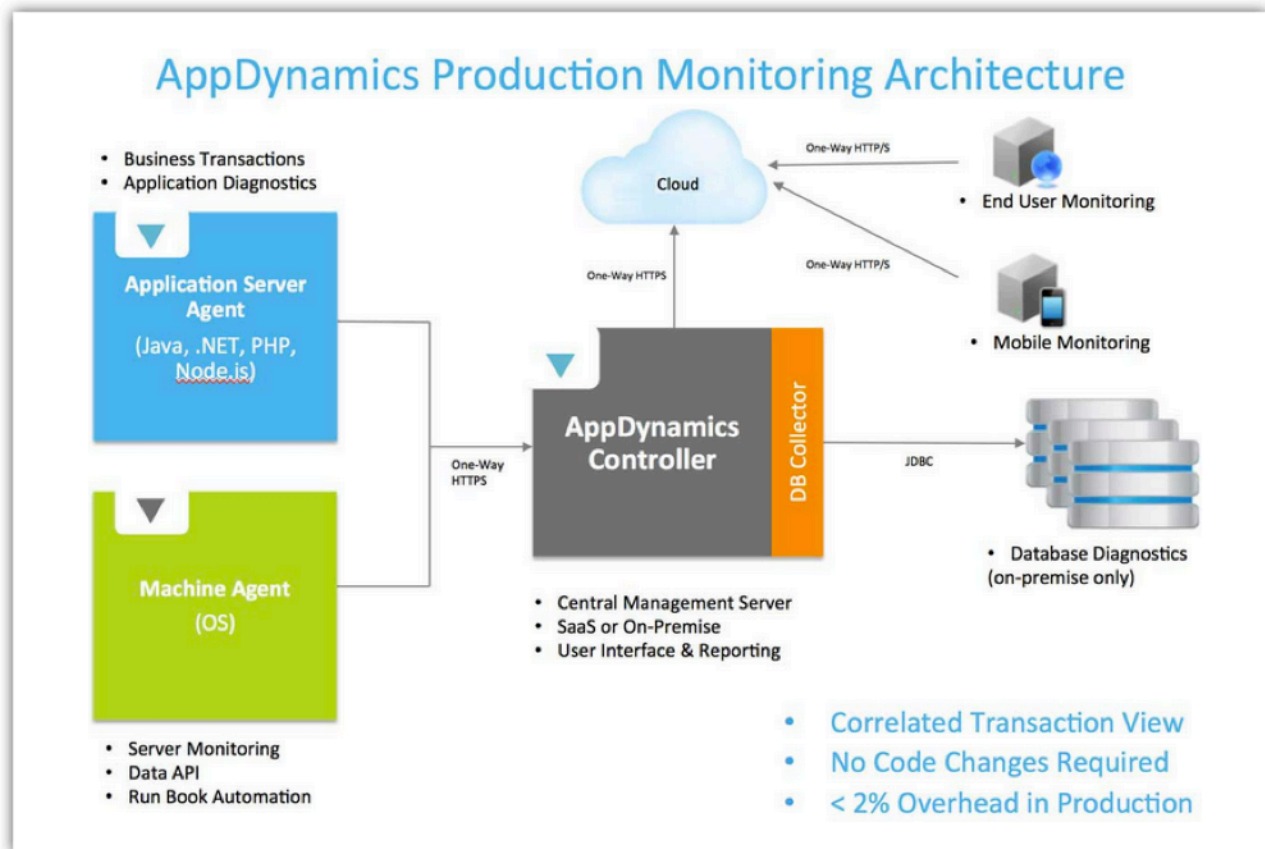 AppDynamics Production Monitoring Architecture
• Business Transactions
• Application Diagnostics
Application Server
Agent
(Java, .NET, PHP,
Node.js)
Machine Agent
(OS)
• Server Monitoring
• Data API
• Run Book Automation
One-Way
HTTPS
Cloud
One-Way HTTPS
AppDynamics
Controller
DB Collector
• Central Management Server
• SaaS or On-Premise
• User Interface & Reporting
One-Way HTTP/S
• End User Monitoring
One-Way HTTP/S
• Mobile Monitoring
JDBC
• Database Diagnostics
(on-premise only)
• Correlated Transaction View
• No Code Changes Required
• < 2% Overhead in Production